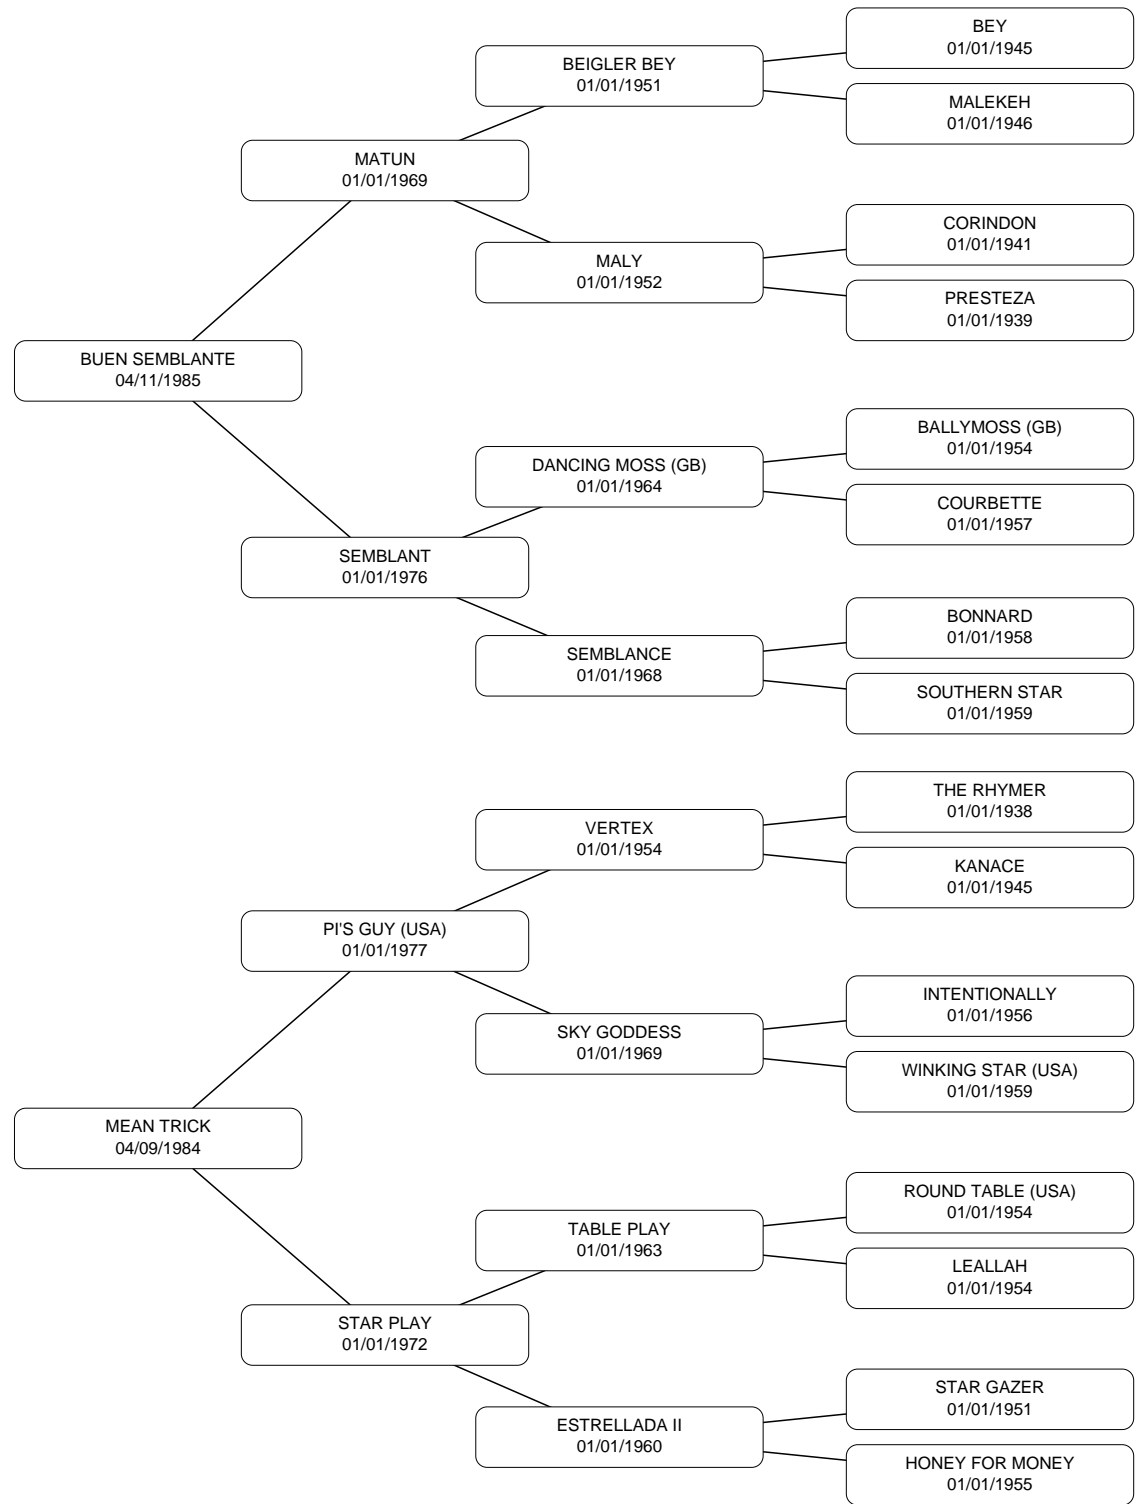 BEY
01/01/1945
BEIGLER BEY
01/01/1951
MALEKEH
01/01/1946
MATUN
01/01/1969
CORINDON
01/01/1941
MALY
01/01/1952
PRESTEZA
01/01/1939
BUEN SEMBLANTE
04/11/1985
BALLYMOSS (GB)
01/01/1954
DANCING MOSS (GB)
01/01/1964
COURBETTE
01/01/1957
SEMBLANT
01/01/1976
BONNARD
01/01/1958
SEMBLANCE
01/01/1968
SOUTHERN STAR
01/01/1959
THE RHYMER
01/01/1938
VERTEX
01/01/1954
KANACE
01/01/1945
PI'S GUY (USA)
01/01/1977
INTENTIONALLY
01/01/1956
SKY GODDESS
01/01/1969
WINKING STAR (USA)
01/01/1959
MEAN TRICK
04/09/1984
ROUND TABLE (USA)
01/01/1954
TABLE PLAY
01/01/1963
LEALLAH
01/01/1954
STAR PLAY
01/01/1972
STAR GAZER
01/01/1951
ESTRELLADA II
01/01/1960
HONEY FOR MONEY
01/01/1955